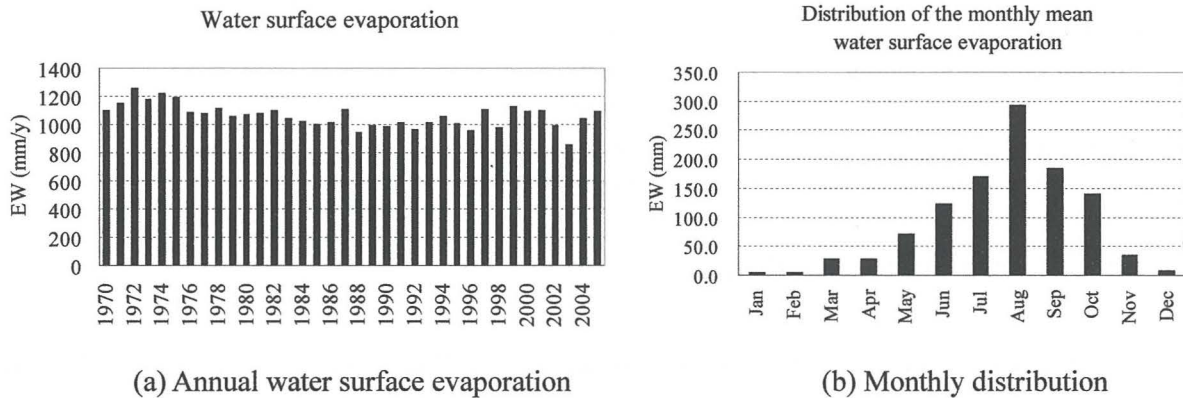 Water surface evaporation
EW (mm/y)
1400
1200
1000
800
600
400
200
0
1970
1972
1974
1976
1978
1980
1982
1984
1986
1988
1990
1992
1994
1996
1998
2000
2002
2004
(a) Annual water surface evaporation
Distribution of the monthly mean
water surface evaporation
EW (mm)
350.0
300.0
250.0
200.0
150.0
100.0
50.0
0.0
Jan
Feb
Mar
Apr
May
Jun
Jul
Aug
Sep
Oct
Nov
Dec
(b) Monthly distribution